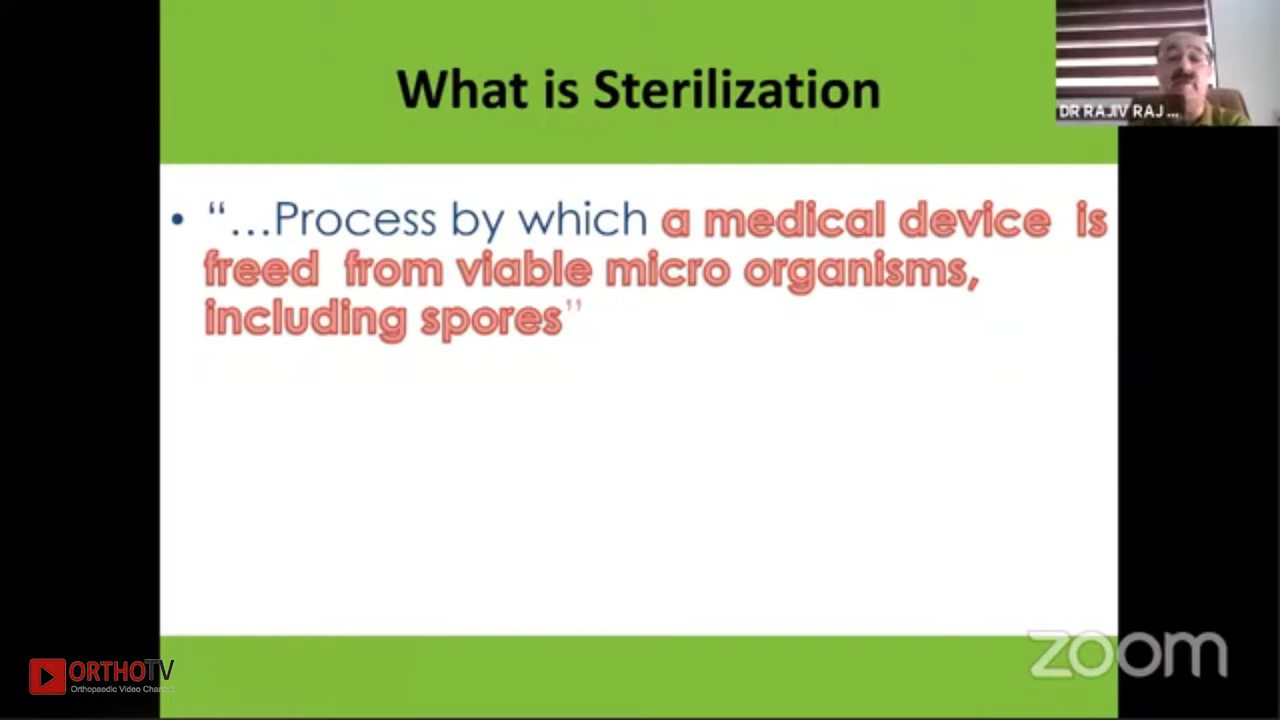 What is Sterilization
DR RAJIV RAJ ...
• “...Process by which a medical device is
freed from viable micro organisms,
including spores”
ORTHOTV
Orthopaedic Video Channel
zoom